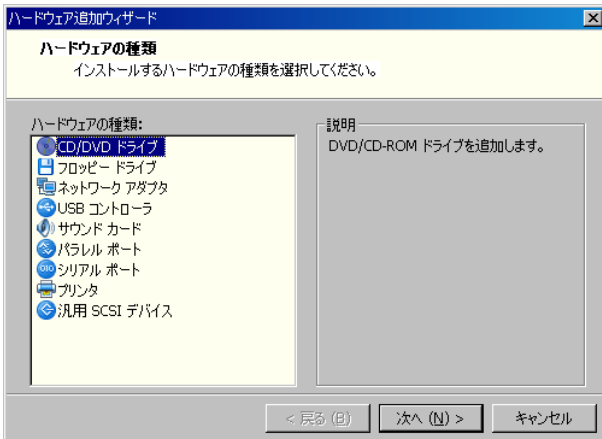 ハードウェア追加ウィザード
ハードウェアの種類
インストールするハードウェアの種類を選択してください。
ハードウェアの種類:
CD/DVD ドライブ
フロッピー ドライブ
ネットワーク アダプタ
USB コントローラ
サウンド カード
パラレル ポート
シリアル ポート
プリンタ
汎用 SCSI デバイス
説明
DVD/CD-ROM ドライブを追加します。
< 戻る (B)
次へ (N) >
キャンセル